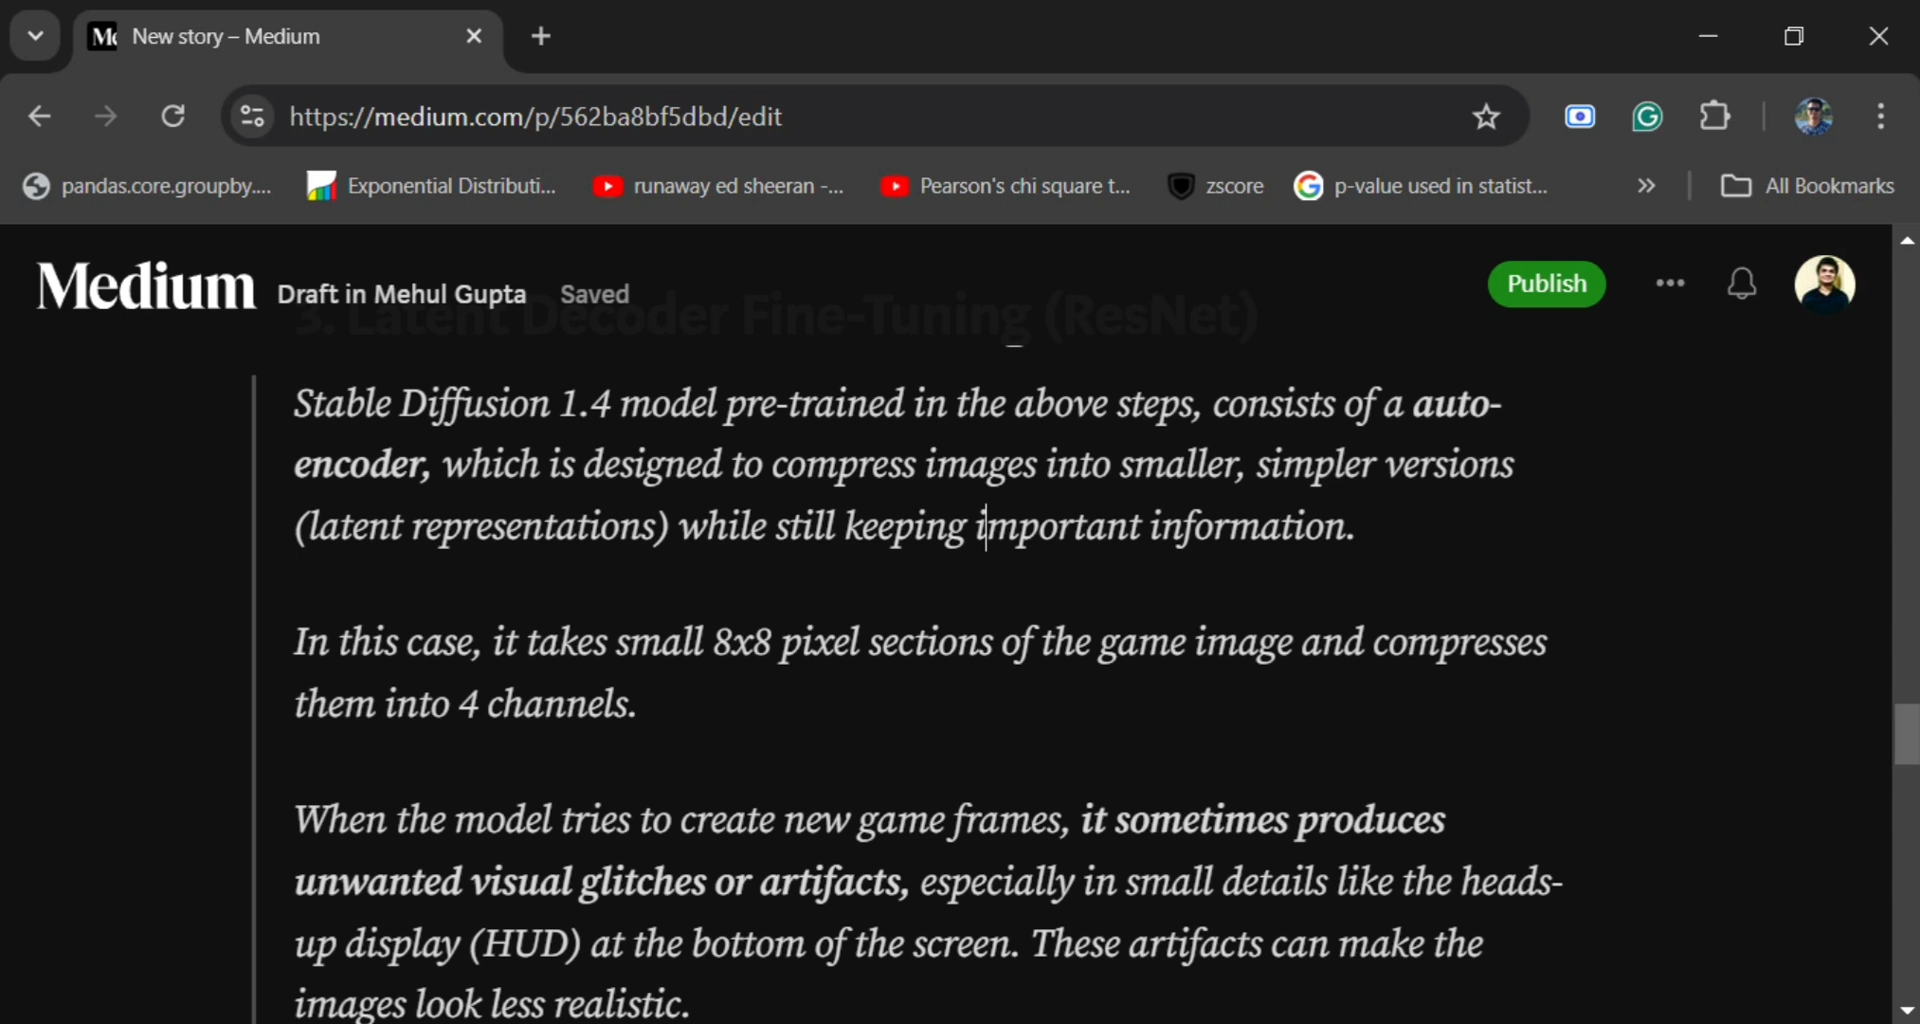 New story – Medium
https://medium.com/p/562ba8bf5dbd/edit
pandas.core.groupby.... Exponential Distributi... runaway ed sheeran -... Pearson's chi square t... zscore p-value used in statist... All Bookmarks
Medium Draft in Mehul Gupta Saved Publish
3. Latent Decoder Fine-Tuning (ResNet)
Stable Diffusion 1.4 model pre-trained in the above steps, consists of a auto-
encoder, which is designed to compress images into smaller, simpler versions
(latent representations) while still keeping important information.
In this case, it takes small 8x8 pixel sections of the game image and compresses
them into 4 channels.
When the model tries to create new game frames, it sometimes produces
unwanted visual glitches or artifacts, especially in small details like the heads-
up display (HUD) at the bottom of the screen. These artifacts can make the
images look less realistic.